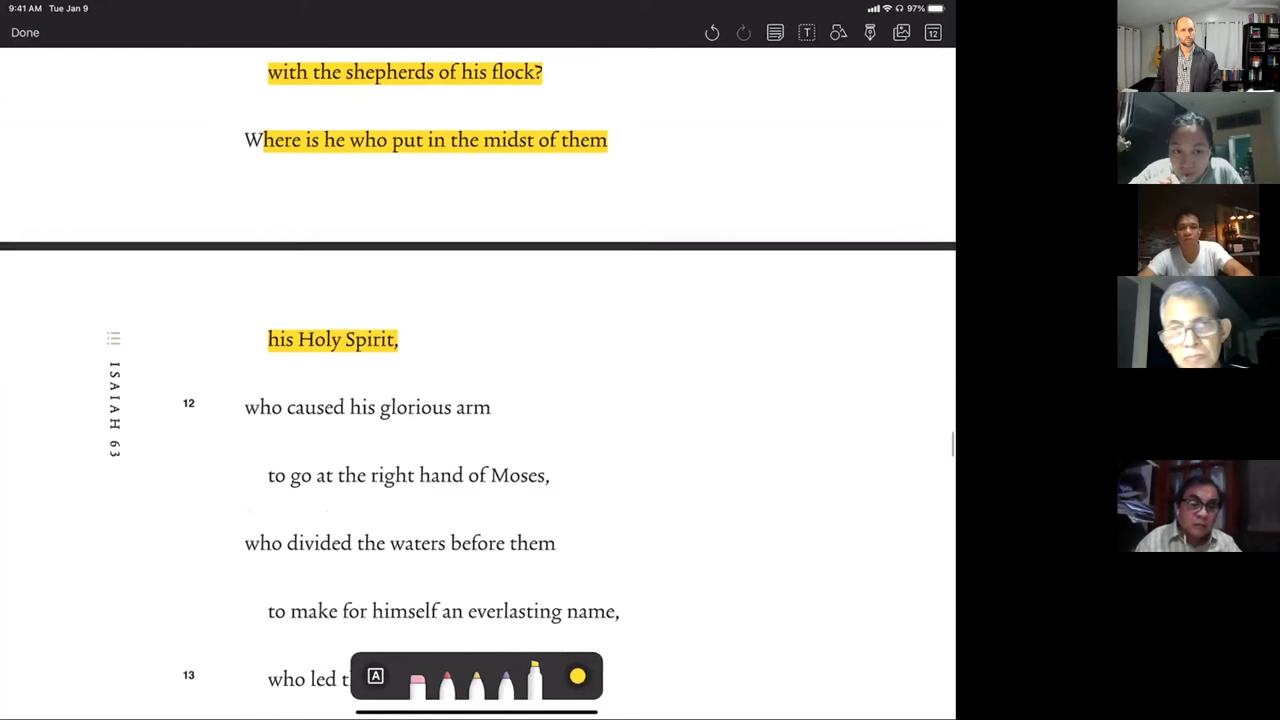 9:41 AM Tue Jan 9
97%
Done
T
12
with the shepherds of his flock?
Where is he who put in the midst of them
his Holy Spirit,
ISAIAH 63
12 who caused his glorious arm
to go at the right hand of Moses,
who divided the waters before them
to make for himself an everlasting name,
13 who led t
A